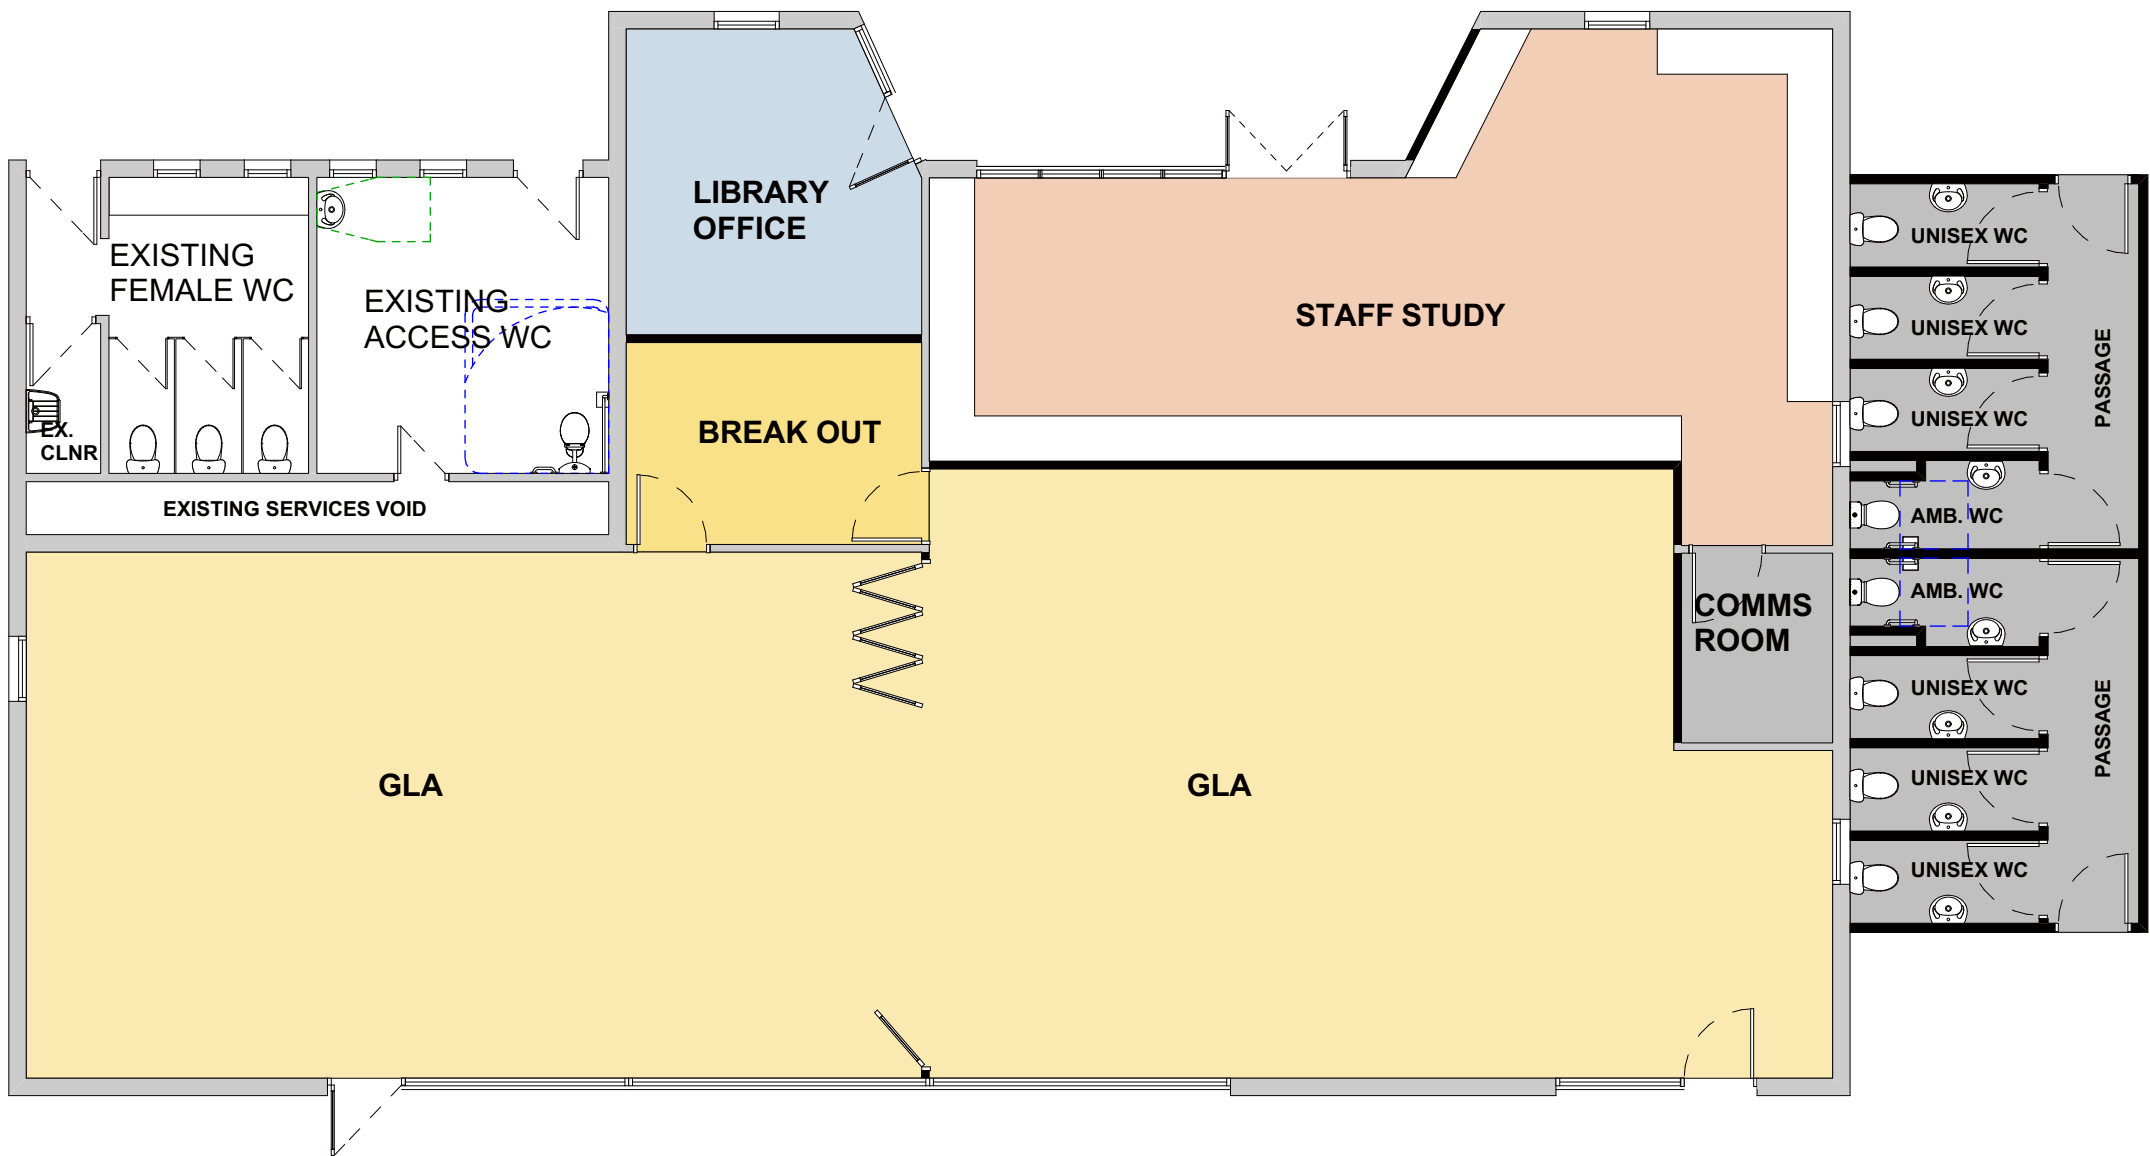 LIBRARY
OFFICE
EXISTING
FEMALE WC
EXISTING
ACCESS WC
EX.
CLNR
EXISTING SERVICES VOID
BREAK OUT
STAFF STUDY
COMMS
ROOM
GLA
GLA
UNISEX WC
UNISEX WC
UNISEX WC
AMB. WC
AMB. WC
UNISEX WC
UNISEX WC
UNISEX WC
PASSAGE
PASSAGE